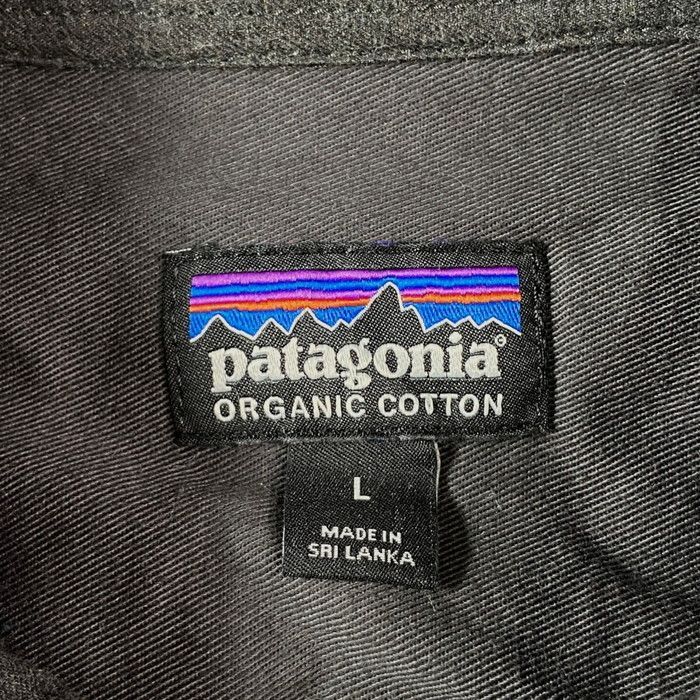 patagonia®
ORGANIC COTTON
L
MADE IN
SRI LANKA